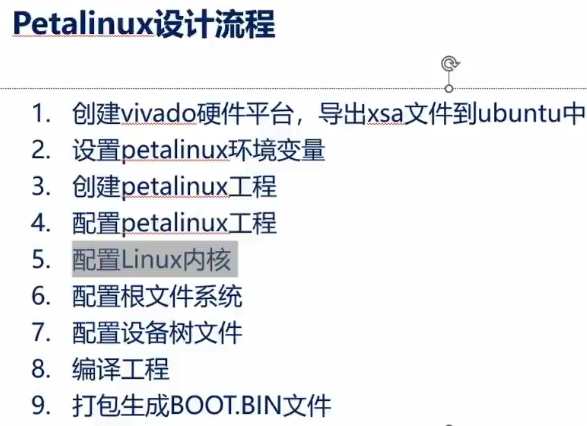 Petalinux设计流程
1. 创建vivado硬件平台，导出xsa文件到ubuntu中
2. 设置petalinux环境变量
3. 创建petalinux工程
4. 配置petalinux工程
5. 配置Linux内核
6. 配置根文件系统
7. 配置设备树文件
8. 编译工程
9. 打包生成BOOT.BIN文件